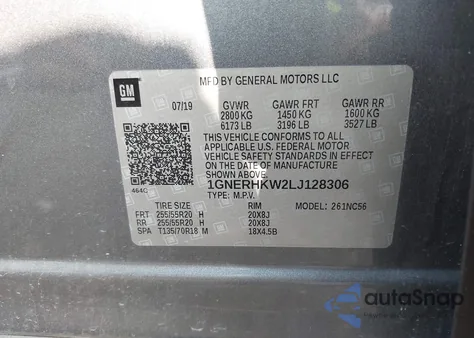 GM
MFD BY GENERAL MOTORS LLC
07/19 GVWR GAWR FRT GAWR RR
2800 KG 1450 KG 1600 KG
6173 LB 3196 LB 3527 LB
THIS VEHICLE CONFORMS TO ALL
APPLICABLE U.S. FEDERAL MOTOR
VEHICLE SAFETY STANDARDS IN EFFECT
ON THE DATE OF MANUFACTURE
SHOWN ABOVE.
464C 1GNERHKW2LJ128306
TYPE: M.P.V.
TIRE SIZE RIM MODEL: 261NC56
FRT 255/55R20 H 20X8J
RR 255/55R20 H 20X8J
SPA T135/70R18 M 18X4.5B
autoSnap